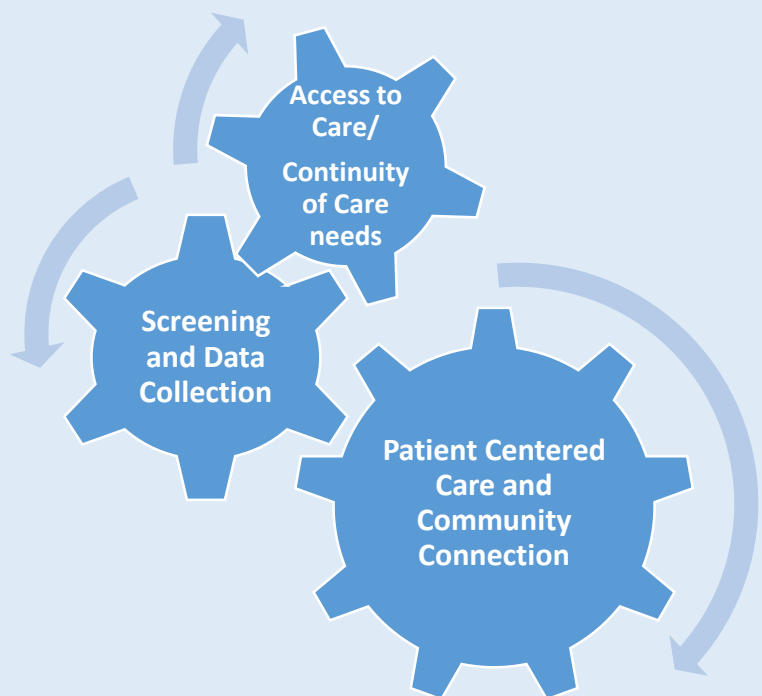 Access to
Care/
Continuity
of Care
needs
Screening
and Data
Collection
Patient Centered
Care and
Community
Connection